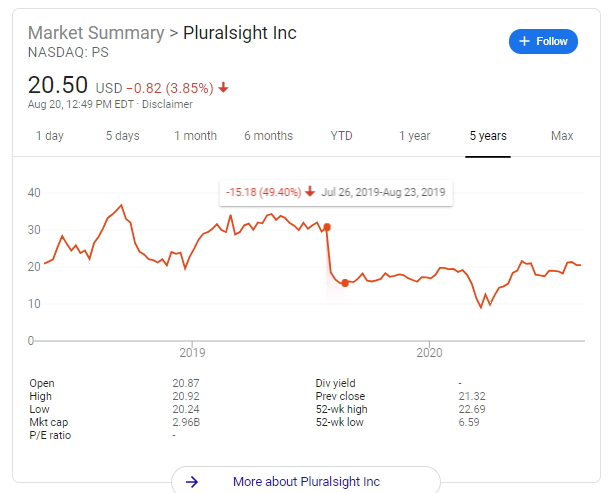 Market Summary > Pluralsight Inc
NASDAQ: PS
+ Follow
20.50 USD −0.82 (3.85%)
Aug 20, 12:49 PM EDT · Disclaimer
1 day 5 days 1 month 6 months YTD 1 year 5 years Max
-15.18 (49.40%) Jul 26, 2019-Aug 23, 2019
40
30
20
10
0
2019 2020
Open 20.87 Div yield -
High 20.92 Prev close 21.32
Low 20.24 52-wk high 22.69
Mkt cap 2.96B 52-wk low 6.59
P/E ratio -
More about Pluralsight Inc